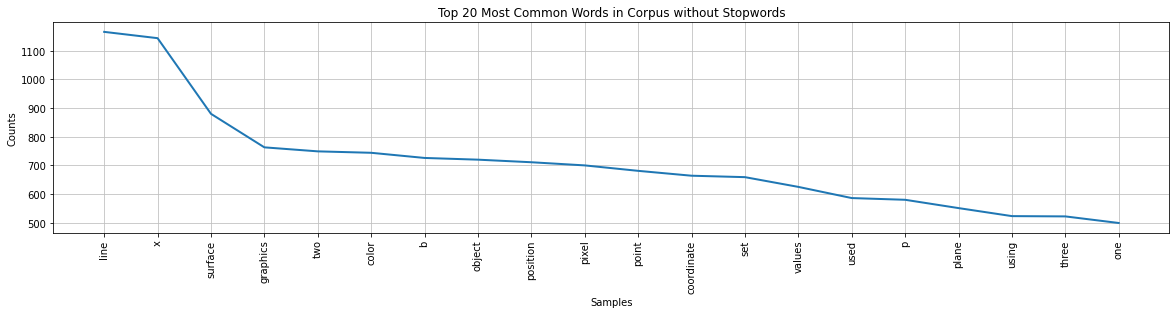 Top 20 Most Common Words in Corpus without Stopwords
Counts
1100
1000
900
800
700
600
500
line
x
surface
graphics
two
color
b
object
position
pixel
point
coordinate
set
values
used
p
plane
using
three
one
Samples